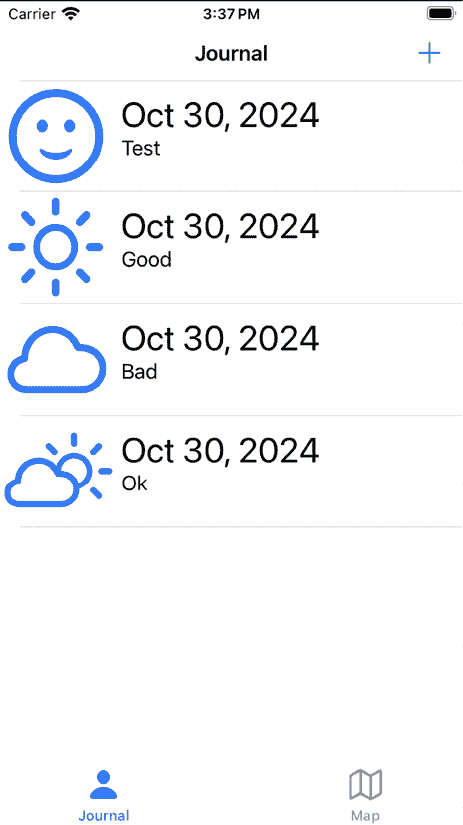 Carrier 3:37 PM
Journal
Oct 30, 2024
Test
Oct 30, 2024
Good
Oct 30, 2024
Bad
Oct 30, 2024
Ok
Journal Map